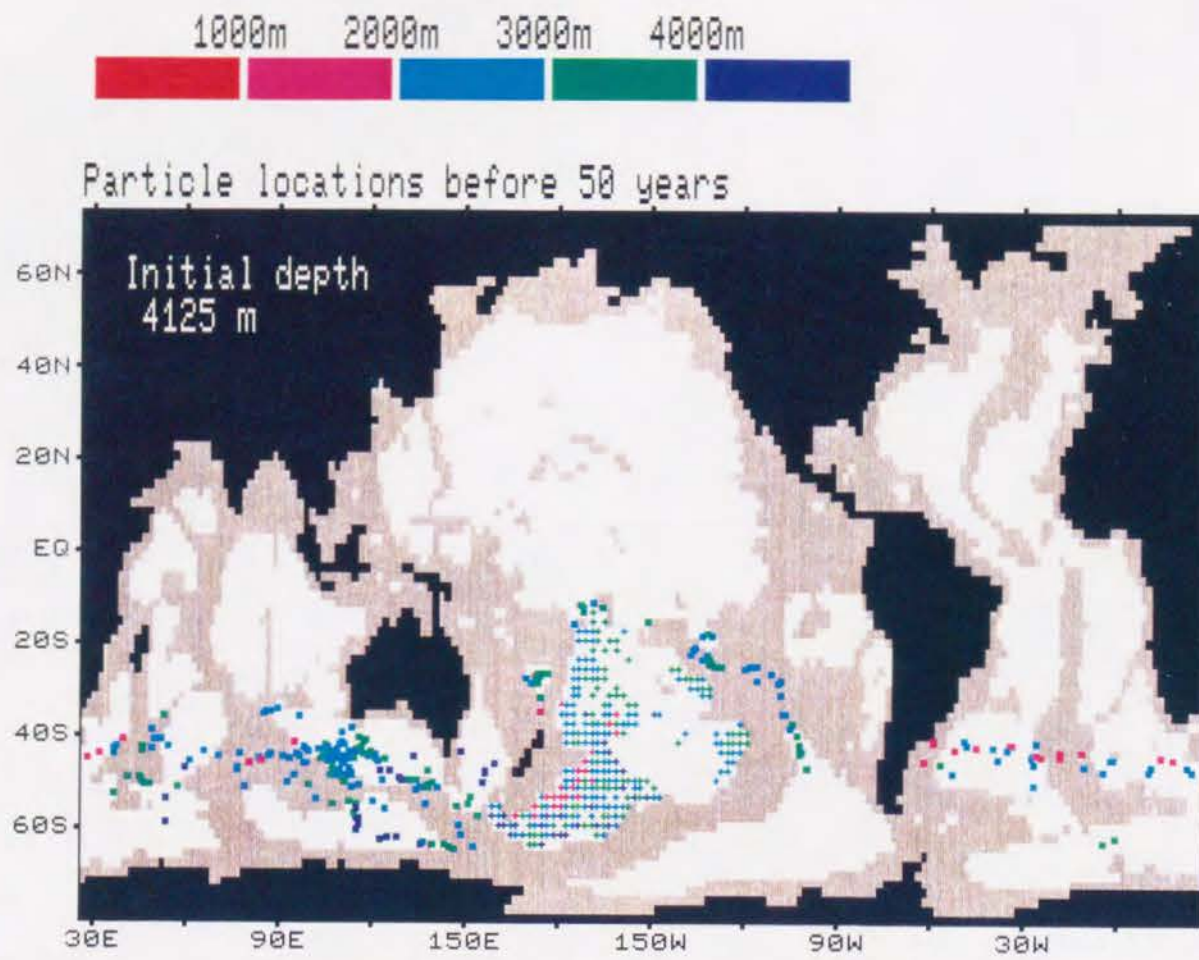 1000m 2000m 3000m 4000m
Particle locations before 50 years
Initial depth
4125 m
60N
40N
20N
EQ
20S
40S
60S
30E 90E 150E 150W 90W 30W